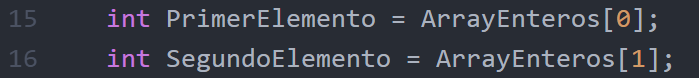 15 int PrimerElemento = ArrayEnteros[0];
16 int SegundoElemento = ArrayEnteros[1];